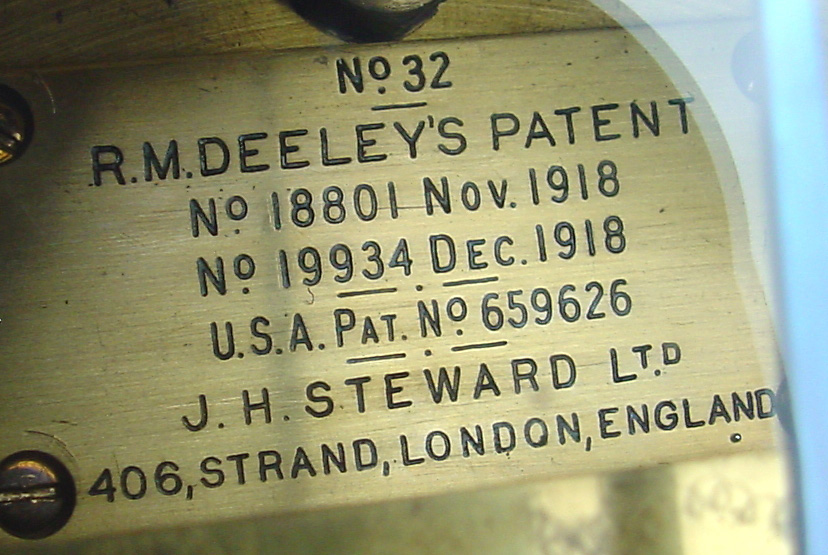 Nº 32
R.M.DEELEY'S PATENT
Nº 18801 Nov. 1918
Nº 19934 DEC. 1918
U.S.A. PAT. Nº 659626
J. H. STEWARD LTD
406, STRAND, LONDON, ENGLAND